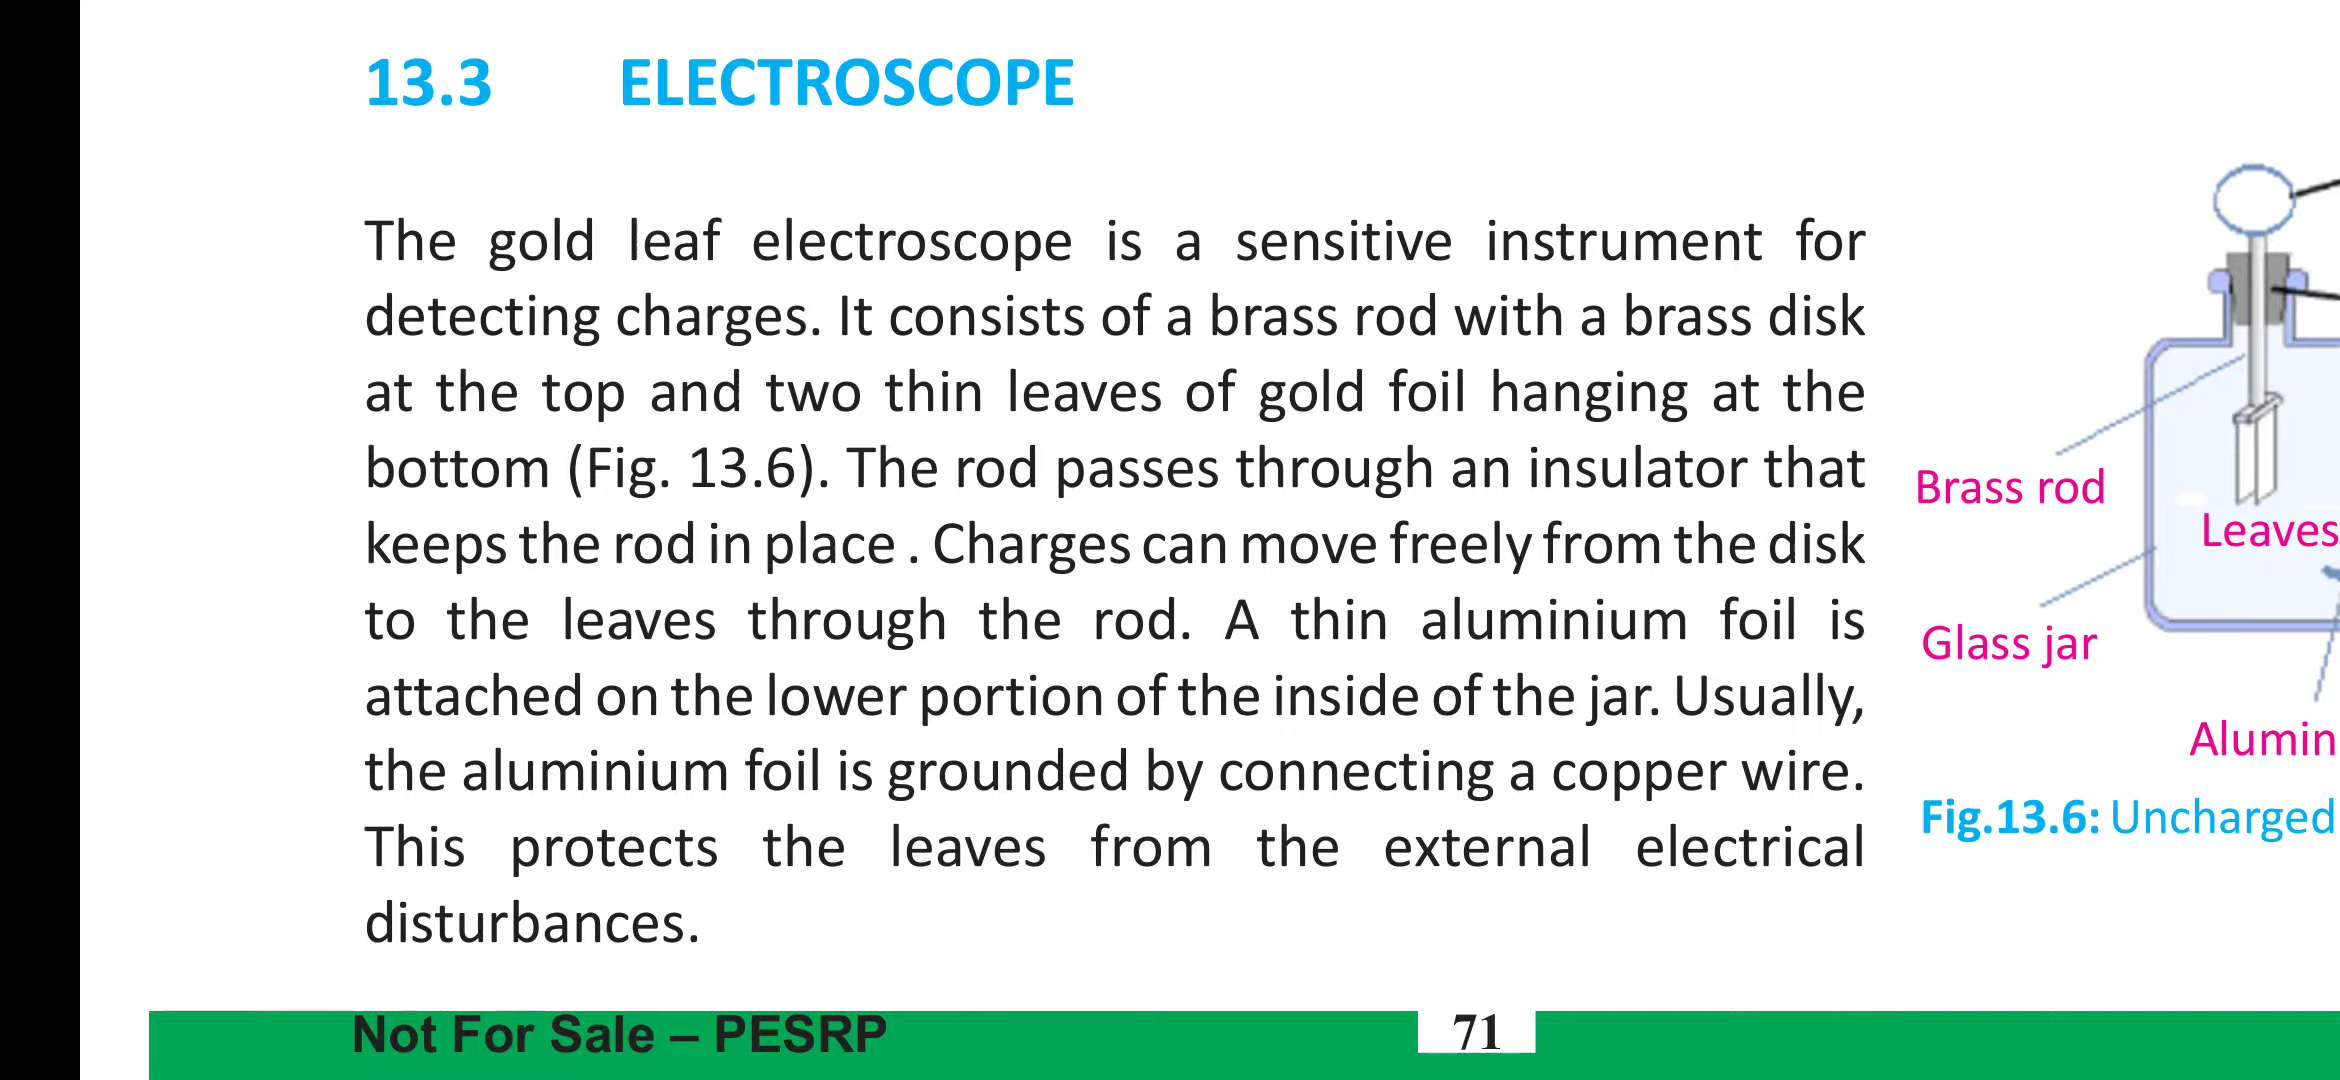 13.3 ELECTROSCOPE
The gold leaf electroscope is a sensitive instrument for
detecting charges. It consists of a brass rod with a brass disk
at the top and two thin leaves of gold foil hanging at the
bottom (Fig. 13.6). The rod passes through an insulator that
keeps the rod in place . Charges can move freely from the disk
to the leaves through the rod. A thin aluminium foil is
attached on the lower portion of the inside of the jar. Usually,
the aluminium foil is grounded by connecting a copper wire.
This protects the leaves from the external electrical
disturbances.
Brass rod
Leaves
Glass jar
Alumin
Fig.13.6: Uncharged
Not For Sale – PESRP
71